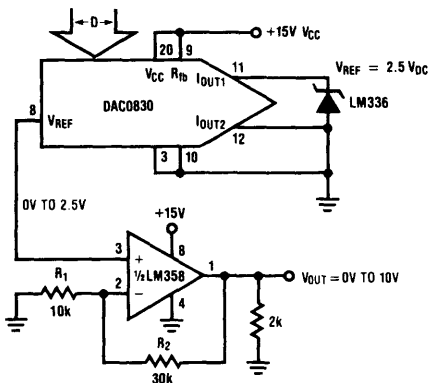 ←D→
+15V VCC
20 9
VCC Rfb IOUT1 11
VREF = 2.5 VDC
8 VREF
DAC0830
LM336
IOUT2 12
3 10
0V TO 2.5V
+15V
3 + 8
½ LM358 1
VOUT = 0V TO 10V
R1 2 −
10k
4
2k
R2
30k